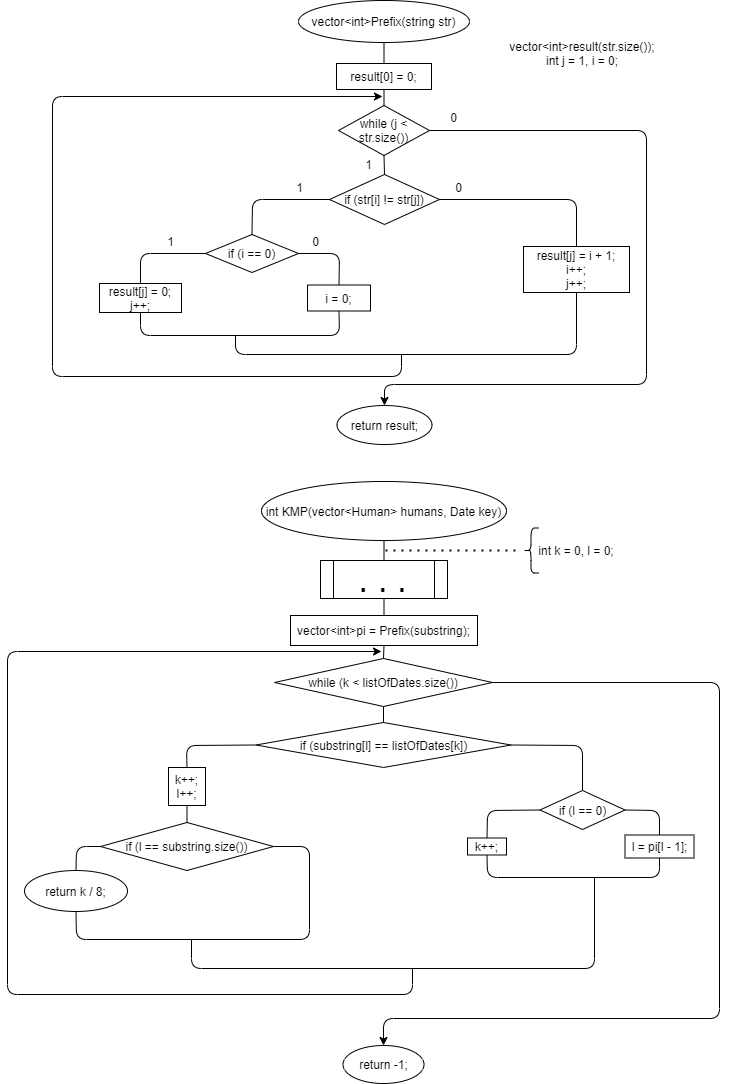 vector<int>Prefix(string str)
vector<int>result(str.size());
int j = 1, i = 0;
result[0] = 0;
while (j <
str.size())
0
1
if (str[i] != str[j])
1
0
if (i == 0)
1
0
result[j] = 0;
j++;
i = 0;
result[j] = i + 1;
i++;
j++;
return result;
int KMP(vector<Human> humans, Date key)
int k = 0, l = 0;
. . .
vector<int>pi = Prefix(substring);
while (k < listOfDates.size())
if (substring[l] == listOfDates[k])
k++;
l++;
if (l == 0)
if (l == substring.size())
k++;
l = pi[l - 1];
return k / 8;
return -1;